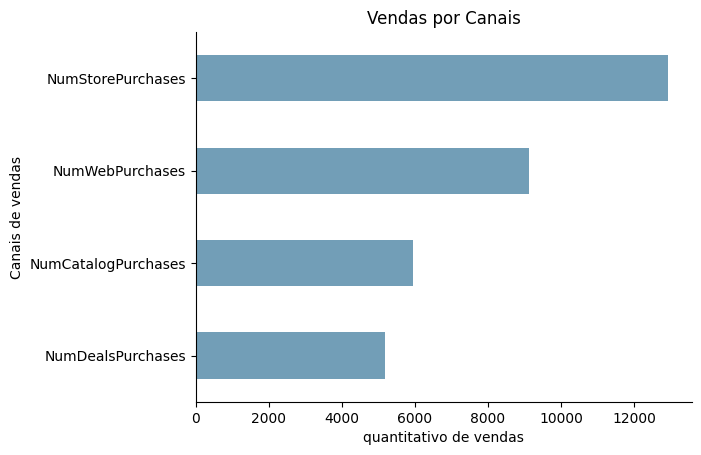 Vendas por Canais
NumStorePurchases
NumWebPurchases
NumCatalogPurchases
NumDealsPurchases
Canais de vendas
0 2000 4000 6000 8000 10000 12000
quantitativo de vendas